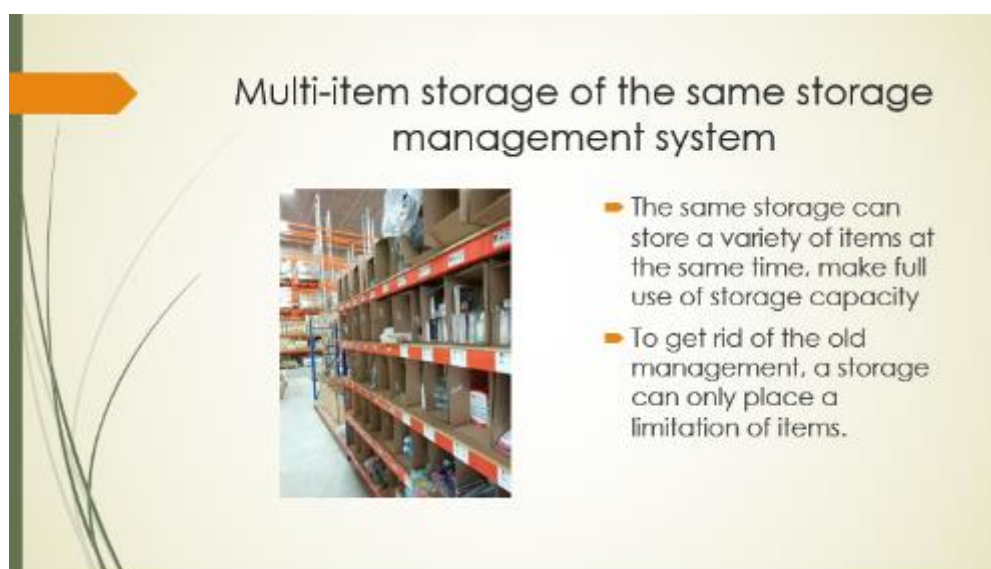 Multi-item storage of the same storage
management system
The same storage can
store a variety of items at
the same time, make full
use of storage capacity
To get rid of the old
management, a storage
can only place a
limitation of items.